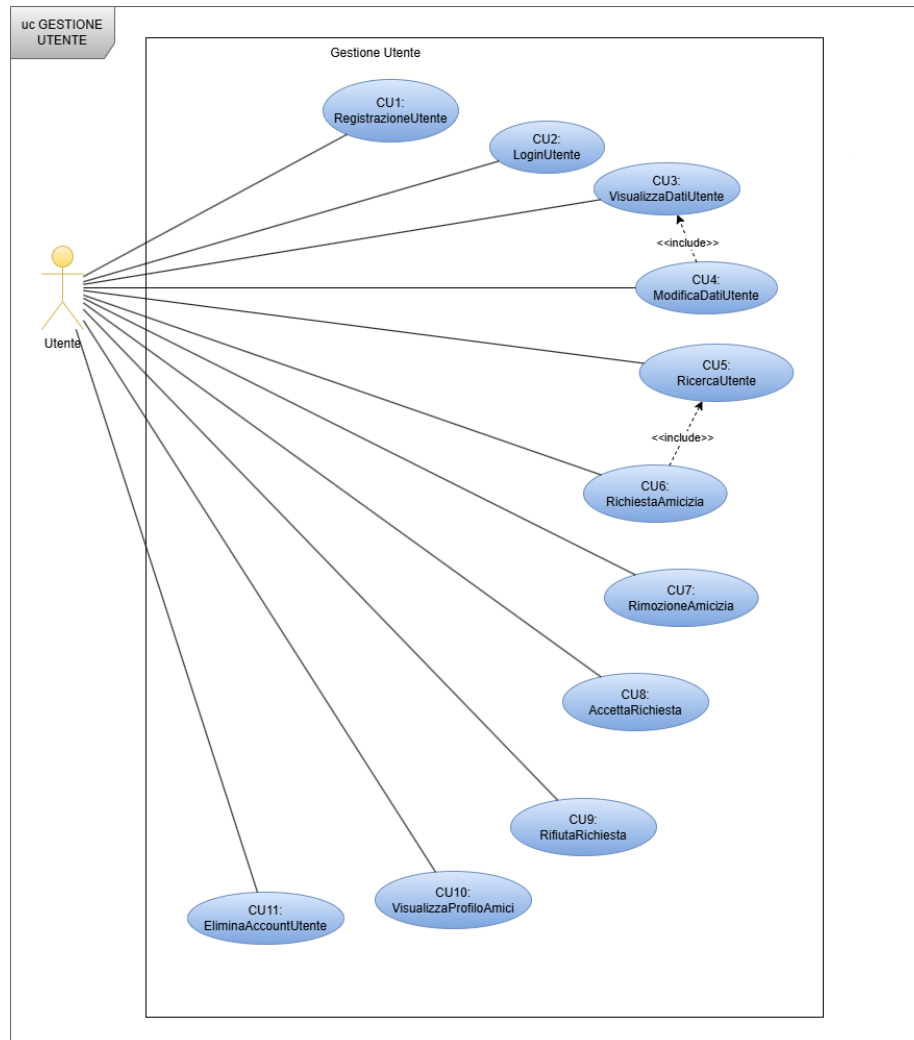 uc GESTIONE
UTENTE
Gestione Utente
CU1:
RegistrazioneUtente
CU2:
LoginUtente
CU3:
VisualizzaDatiUtente
<<include>>
CU4:
ModificaDatiUtente
Utente
CU5:
RicercaUtente
<<include>>
CU6:
RichiestaAmicizia
CU7:
RimozioneAmicizia
CU8:
AccettaRichiesta
CU9:
RifiutaRichiesta
CU10:
VisualizzaProfiloAmici
CU11:
EliminaAccountUtente